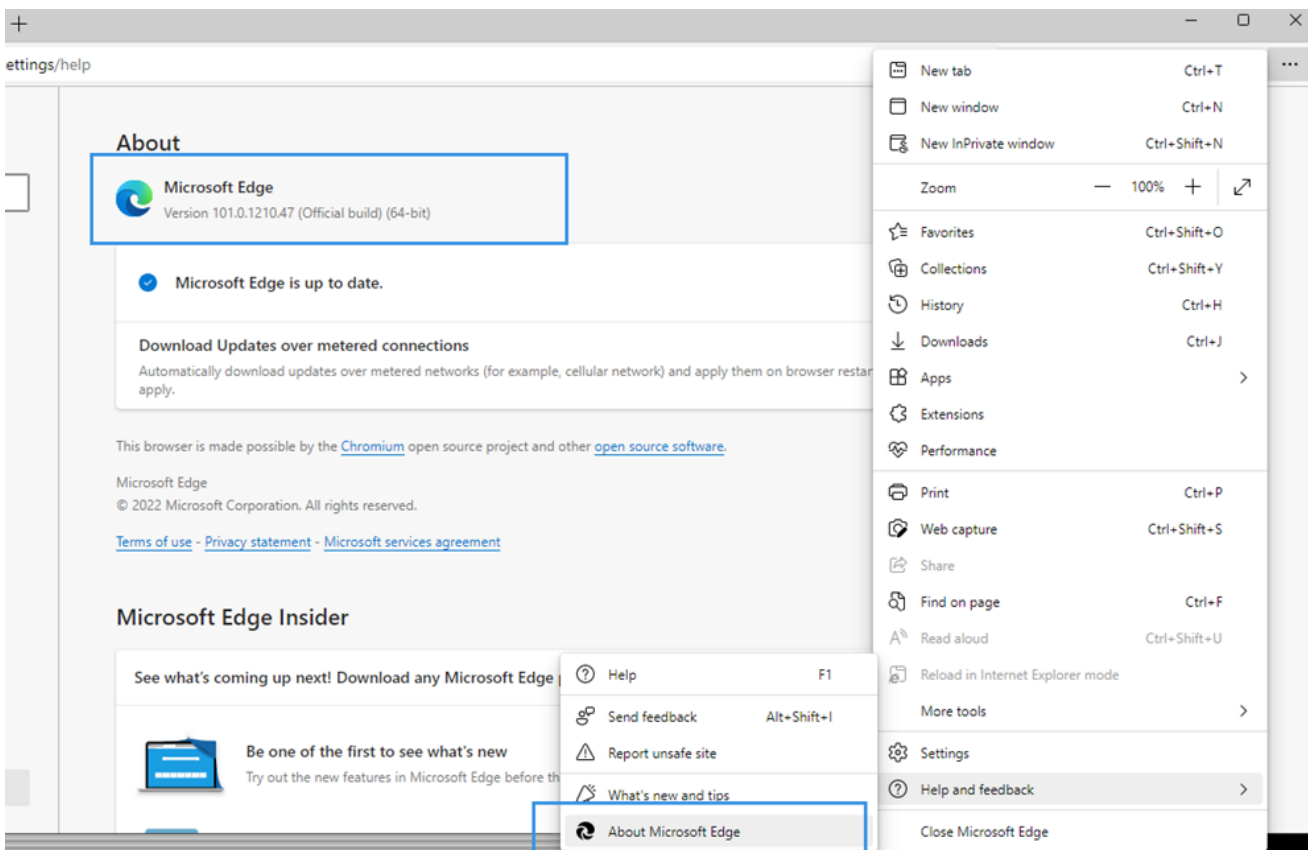 ettings/help
About
Microsoft Edge
Version 101.0.1210.47 (Official build) (64-bit)
Microsoft Edge is up to date.
Download Updates over metered connections
Automatically download updates over metered networks (for example, cellular network) and apply them on browser restar
apply.
This browser is made possible by the Chromium open source project and other open source software.
Microsoft Edge
© 2022 Microsoft Corporation. All rights reserved.
Terms of use - Privacy statement - Microsoft services agreement
Microsoft Edge Insider
See what's coming up next! Download any Microsoft Edge
Be one of the first to see what's new
Try out the new features in Microsoft Edge before th
New tab Ctrl+T
New window Ctrl+N
New InPrivate window Ctrl+Shift+N
Zoom — 100% +
Favorites Ctrl+Shift+O
Collections Ctrl+Shift+Y
History Ctrl+H
Downloads Ctrl+J
Apps
Extensions
Performance
Print Ctrl+P
Web capture Ctrl+Shift+S
Share
Find on page Ctrl+F
Read aloud Ctrl+Shift+U
Reload in Internet Explorer mode
More tools
Settings
Help and feedback
Close Microsoft Edge
Help F1
Send feedback Alt+Shift+I
Report unsafe site
What's new and tips
About Microsoft Edge